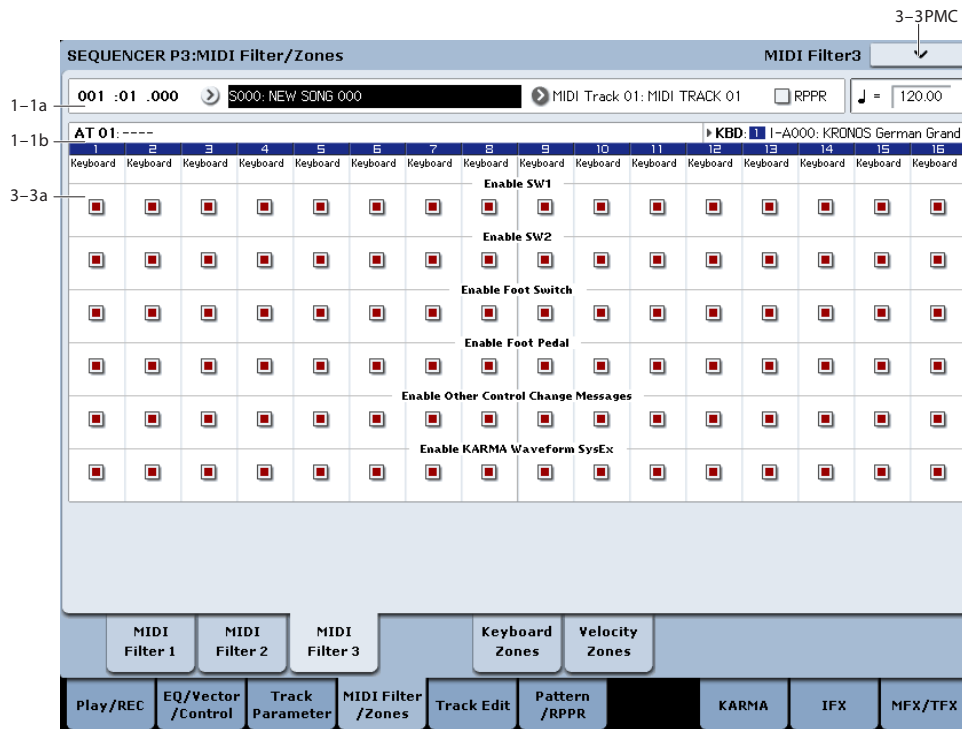 3-3PMC
SEQUENCER P3:MIDI Filter/Zones MIDI Filter3
1-1a
001 :01 .000 S000: NEW SONG 000 MIDI Track 01: MIDI TRACK 01 RPPR ♩ = 120.00
1-1b
AT 01:---- KBD: 1 I-A000: KRONOS German Grand
1 2 3 4 5 6 7 8 9 10 11 12 13 14 15 16
Keyboard Keyboard Keyboard Keyboard Keyboard Keyboard Keyboard Keyboard Keyboard Keyboard Keyboard Keyboard Keyboard Keyboard Keyboard Keyboard
3-3a
Enable SW1
Enable SW2
Enable Foot Switch
Enable Foot Pedal
Enable Other Control Change Messages
Enable KARMA Waveform SysEx
MIDI Filter 1 MIDI Filter 2 MIDI Filter 3 Keyboard Zones Velocity Zones
Play/REC EQ/Vector /Control Track Parameter MIDI Filter /Zones Track Edit Pattern /RPPR KARMA IFX MFX/TFX